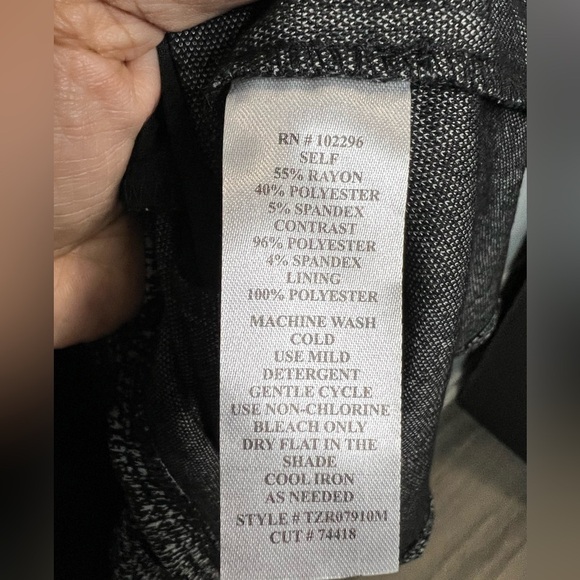 RN # 102296
SELF
55% RAYON
40% POLYESTER
5% SPANDEX
CONTRAST
96% POLYESTER
4% SPANDEX
LINING
100% POLYESTER
MACHINE WASH
COLD
USE MILD
DETERGENT
GENTLE CYCLE
USE NON-CHLORINE
BLEACH ONLY
DRY FLAT IN THE
SHADE
COOL IRON
AS NEEDED
STYLE # TZR07910M
CUT # 74418